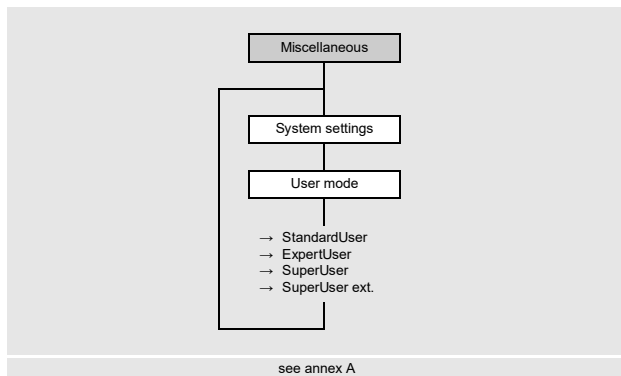 Miscellaneous
System settings
User mode
→ StandardUser
→ ExpertUser
→ SuperUser
→ SuperUser ext.
see annex A